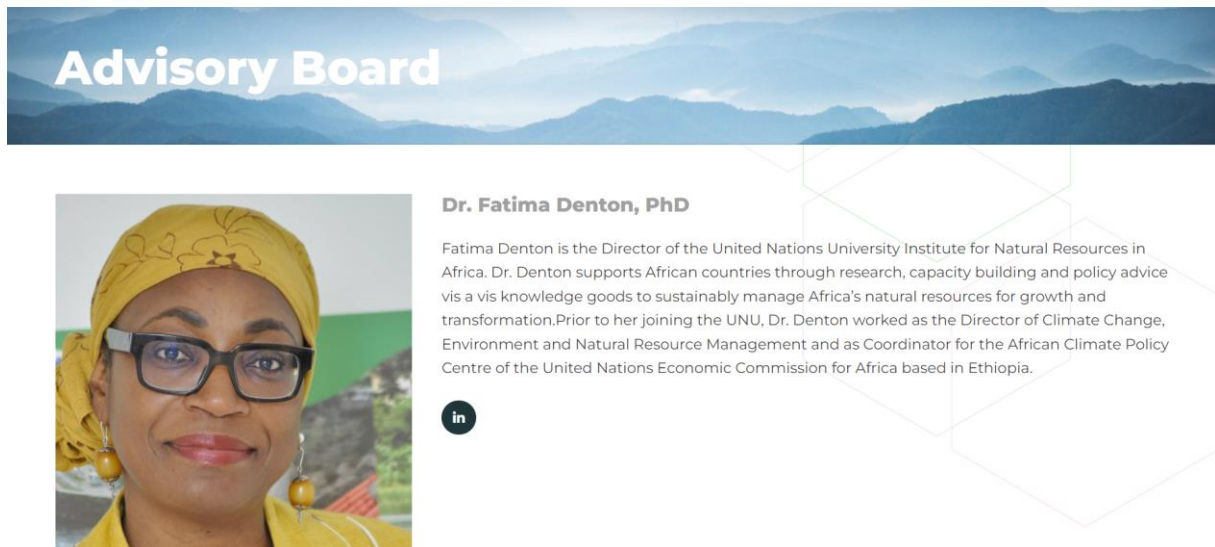 Advisory Board
Dr. Fatima Denton, PhD
Fatima Denton is the Director of the United Nations University Institute for Natural Resources in
Africa. Dr. Denton supports African countries through research, capacity building and policy advice
vis a vis knowledge goods to sustainably manage Africa’s natural resources for growth and
transformation.Prior to her joining the UNU, Dr. Denton worked as the Director of Climate Change,
Environment and Natural Resource Management and as Coordinator for the African Climate Policy
Centre of the United Nations Economic Commission for Africa based in Ethiopia.
in